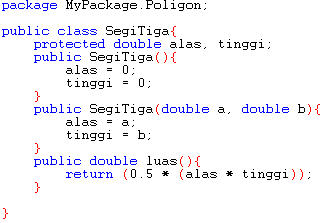 package MyPackage.Poligon;

public class SegiTiga{
    protected double alas, tinggi;
    public SegiTiga(){
        alas = 0;
        tinggi = 0;
    }
    public SegiTiga(double a, double b){
        alas = a;
        tinggi = b;
    }
    public double luas(){
        return (0.5 * (alas * tinggi));
    }

}